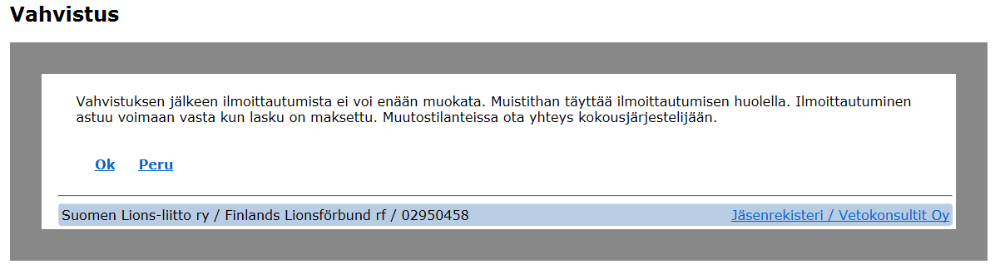 Vahvistus
Vahvistuksen jälkeen ilmoittautumista ei voi enään muokata. Muistithan täyttää ilmoittautumisen huolella. Ilmoittautuminen
astuu voimaan vasta kun lasku on maksettu. Muutostilanteissa ota yhteys kokousjärjestelijään.
Ok Peru
Suomen Lions-liitto ry / Finlands Lionsförbund rf / 02950458 Jäsenrekisteri / Vetokonsultit Oy